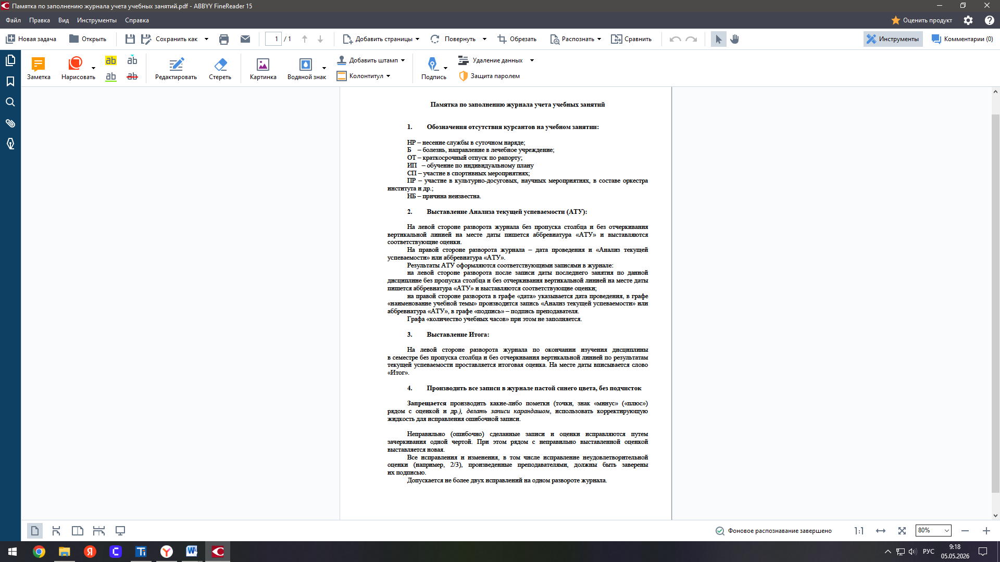 Памятка по заполнению журнала учета учебных занятий.pdf - ABBYY FineReader 15
Файл Правка Вид Инструменты Справка
Оценить продукт
Новая задача Открыть Сохранить как 1 / 1 Добавить страницы Повернуть Обрезать Распознать Сравнить Инструменты Комментарии (0)
Заметка Нарисовать ab ab ab ab Редактировать Стереть Картинка Водяной знак Добавить штамп Колонтитул Подпись Удаление данных Защита паролем
Памятка по заполнению журнала учета учебных занятий
1. Обозначения отсутствия курсантов на учебном занятии:
НР – несение службы в суточном наряде;
Б – болезнь, направление в лечебное учреждение;
ОТ – краткосрочный отпуск по рапорту;
ИП – обучение по индивидуальному плану
СП – участие в спортивных мероприятиях;
ПР – участие в культурно-досуговых, научных мероприятиях, в составе оркестра
института и др.;
НБ – причина неизвестна.
2. Выставление Анализа текущей успеваемости (АТУ):
На левой стороне разворота журнала без пропуска столбца и без отчеркивания
вертикальной линией на месте даты пишется аббревиатура «АТУ» и выставляются
соответствующие оценки.
На правой стороне разворота журнала – дата проведения и «Анализ текущей
успеваемости» или аббревиатура «АТУ».
Результаты АТУ оформляются соответствующими записями в журнале:
на левой стороне разворота после записи даты последнего занятия по данной
дисциплине без пропуска столбца и без отчеркивания вертикальной линией на месте даты
пишется аббревиатура «АТУ» и выставляются соответствующие оценки;
на правой стороне разворота в графе «дата» указывается дата проведения, в графе
«наименование учебной темы» производится запись «Анализ текущей успеваемости» или
аббревиатура «АТУ», в графе «подпись» – подпись преподавателя.
Графа «количество учебных часов» при этом не заполняется.
3. Выставление Итога:
На левой стороне разворота журнала по окончании изучения дисциплины
в семестре без пропуска столбца и без отчеркивания вертикальной линией по результатам
текущей успеваемости проставляется итоговая оценка. На месте даты вписывается слово
«Итог».
4. Производить все записи в журнале пастой синего цвета, без подчисток
Запрещается производить какие-либо пометки (точки, знак «минус» («плюс»)
рядом с оценкой и др.), делать записи карандашом, использовать корректирующую
жидкость для исправления ошибочной записи.
Неправильно (ошибочно) сделанные записи и оценки исправляются путем
зачеркивания одной чертой. При этом рядом с неправильно выставленной оценкой
выставляется новая.
Все исправления и изменения, в том числе исправление неудовлетворительной
оценки (например, 2/3), произведенные преподавателями, должны быть заверены
их подписью.
Допускается не более двух исправлений на одном развороте журнала.
Фоновое распознавание завершено 1:1 80%
РУС 9:18
05.05.2026